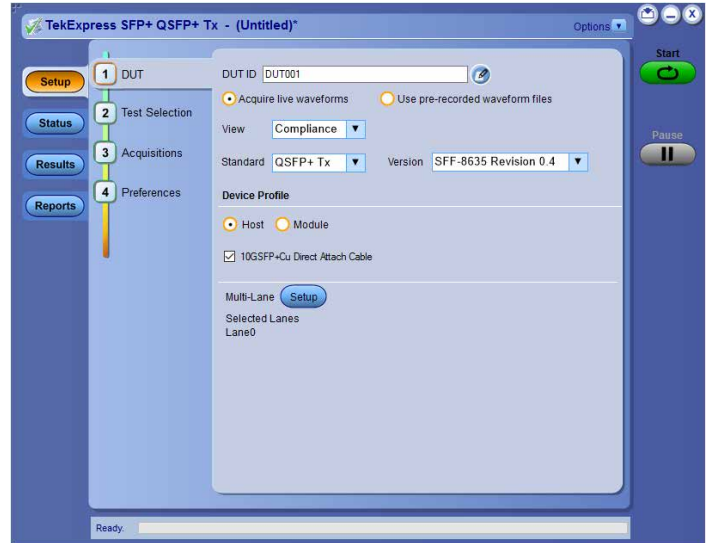 TekExpress SFP+ QSFP+ Tx - (Untitled)*
Options
Start
Pause
Setup
Status
Results
Reports
1 DUT
2 Test Selection
3 Acquisitions
4 Preferences
DUT ID DUT001
Acquire live waveforms Use pre-recorded waveform files
View Compliance
Standard QSFP+ Tx Version SFF-8635 Revision 0.4
Device Profile
Host Module
10GSFP+Cu Direct Attach Cable
Multi-Lane Setup
Selected Lanes
Lane0
Ready.